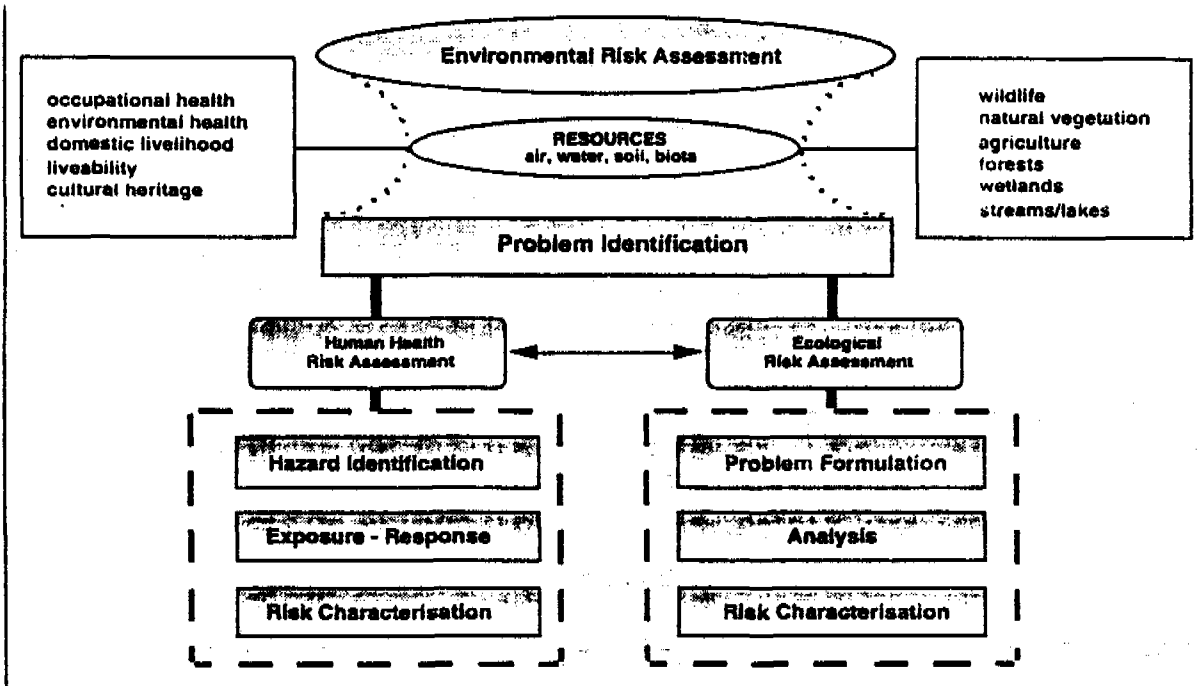 Environmental Risk Assessment
occupational health
environmental health
domestic livelihood
liveability
cultural heritage
RESOURCES
air, water, soil, biota
wildlife
natural vegetation
agriculture
forests
wetlands
streams/lakes
Problem Identification
Human Health
Risk Assessment
Ecological
Risk Assessment
Hazard Identification
Exposure - Response
Risk Characterisation
Problem Formulation
Analysis
Risk Characterisation